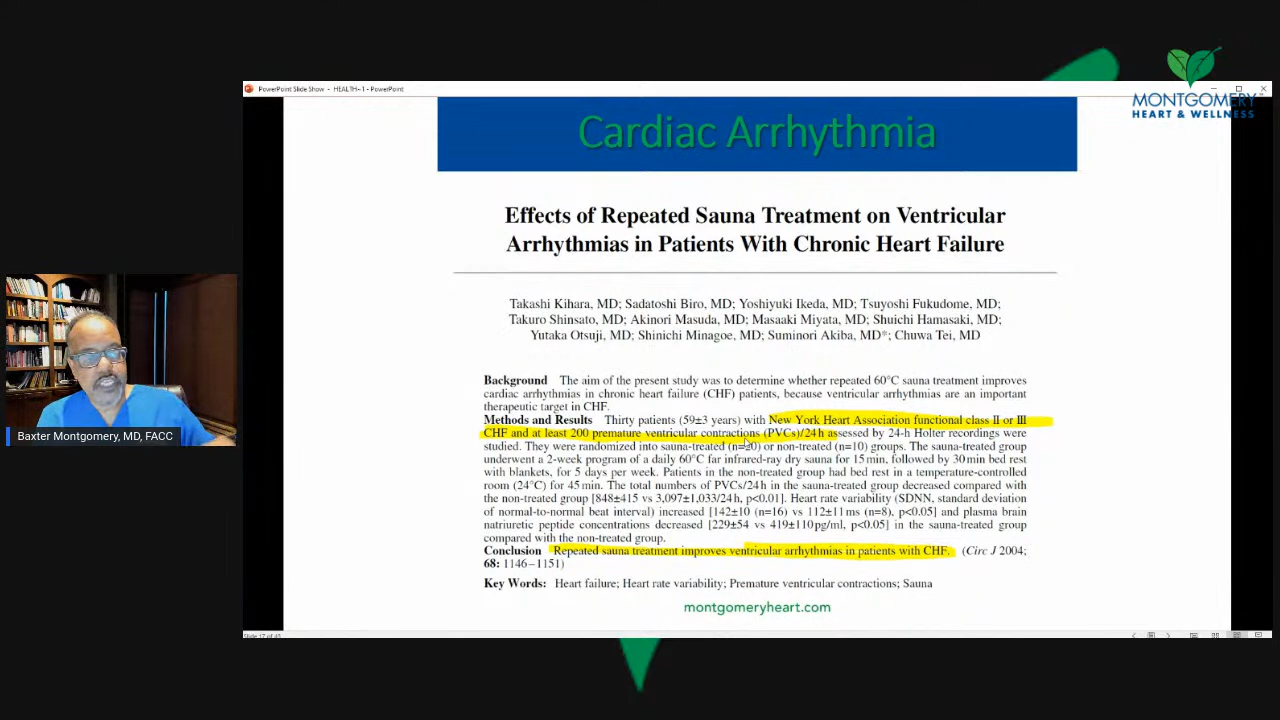 PowerPoint Slide Show - HEALTH~1 - PowerPoint
MONTGOMERY
HEART & WELLNESS
Cardiac Arrhythmia
Effects of Repeated Sauna Treatment on Ventricular
Arrhythmias in Patients With Chronic Heart Failure
Takashi Kihara, MD; Sadatoshi Biro, MD; Yoshiyuki Ikeda, MD; Tsuyoshi Fukudome, MD;
Takuro Shinsato, MD; Akinori Masuda, MD; Masaaki Miyata, MD; Shuichi Hamasaki, MD;
Yutaka Otsuji, MD; Shinichi Minagoe, MD; Suminori Akiba, MD*; Chuwa Tei, MD
Background The aim of the present study was to determine whether repeated 60°C sauna treatment improves
cardiac arrhythmias in chronic heart failure (CHF) patients, because ventricular arrhythmias are an important
therapeutic target in CHF.
Methods and Results Thirty patients (59±3 years) with New York Heart Association functional class II or III
CHF and at least 200 premature ventricular contractions (PVCs)/24 h assessed by 24-h Holter recordings were
studied. They were randomized into sauna-treated (n=20) or non-treated (n=10) groups. The sauna-treated group
underwent a 2-week program of a daily 60°C far infrared-ray dry sauna for 15 min, followed by 30 min bed rest
with blankets, for 5 days per week. Patients in the non-treated group had bed rest in a temperature-controlled
room (24°C) for 45 min. The total numbers of PVCs/24 h in the sauna-treated group decreased compared with
the non-treated group [848±415 vs 3,097±1,033/24 h, p<0.01]. Heart rate variability (SDNN, standard deviation
of normal-to-normal beat interval) increased [142±10 (n=16) vs 112±11 ms (n=8), p<0.05] and plasma brain
natriuretic peptide concentrations decreased [229±54 vs 419±110 pg/ml, p<0.05] in the sauna-treated group
compared with the non-treated group.
Conclusion Repeated sauna treatment improves ventricular arrhythmias in patients with CHF. (Circ J 2004;
68: 1146–1151)
Key Words: Heart failure; Heart rate variability; Premature ventricular contractions; Sauna
montgomeryheart.com
Baxter Montgomery, MD, FACC